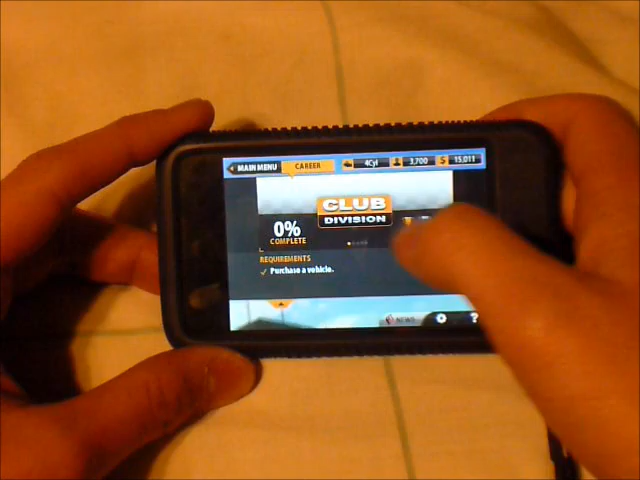 MAIN MENU CAREER 4Cyl 3,700 $ 15,011
CLUB
DIVISION
0%
COMPLETE
REQUIREMENTS
Purchase a vehicle.
NEWS ?